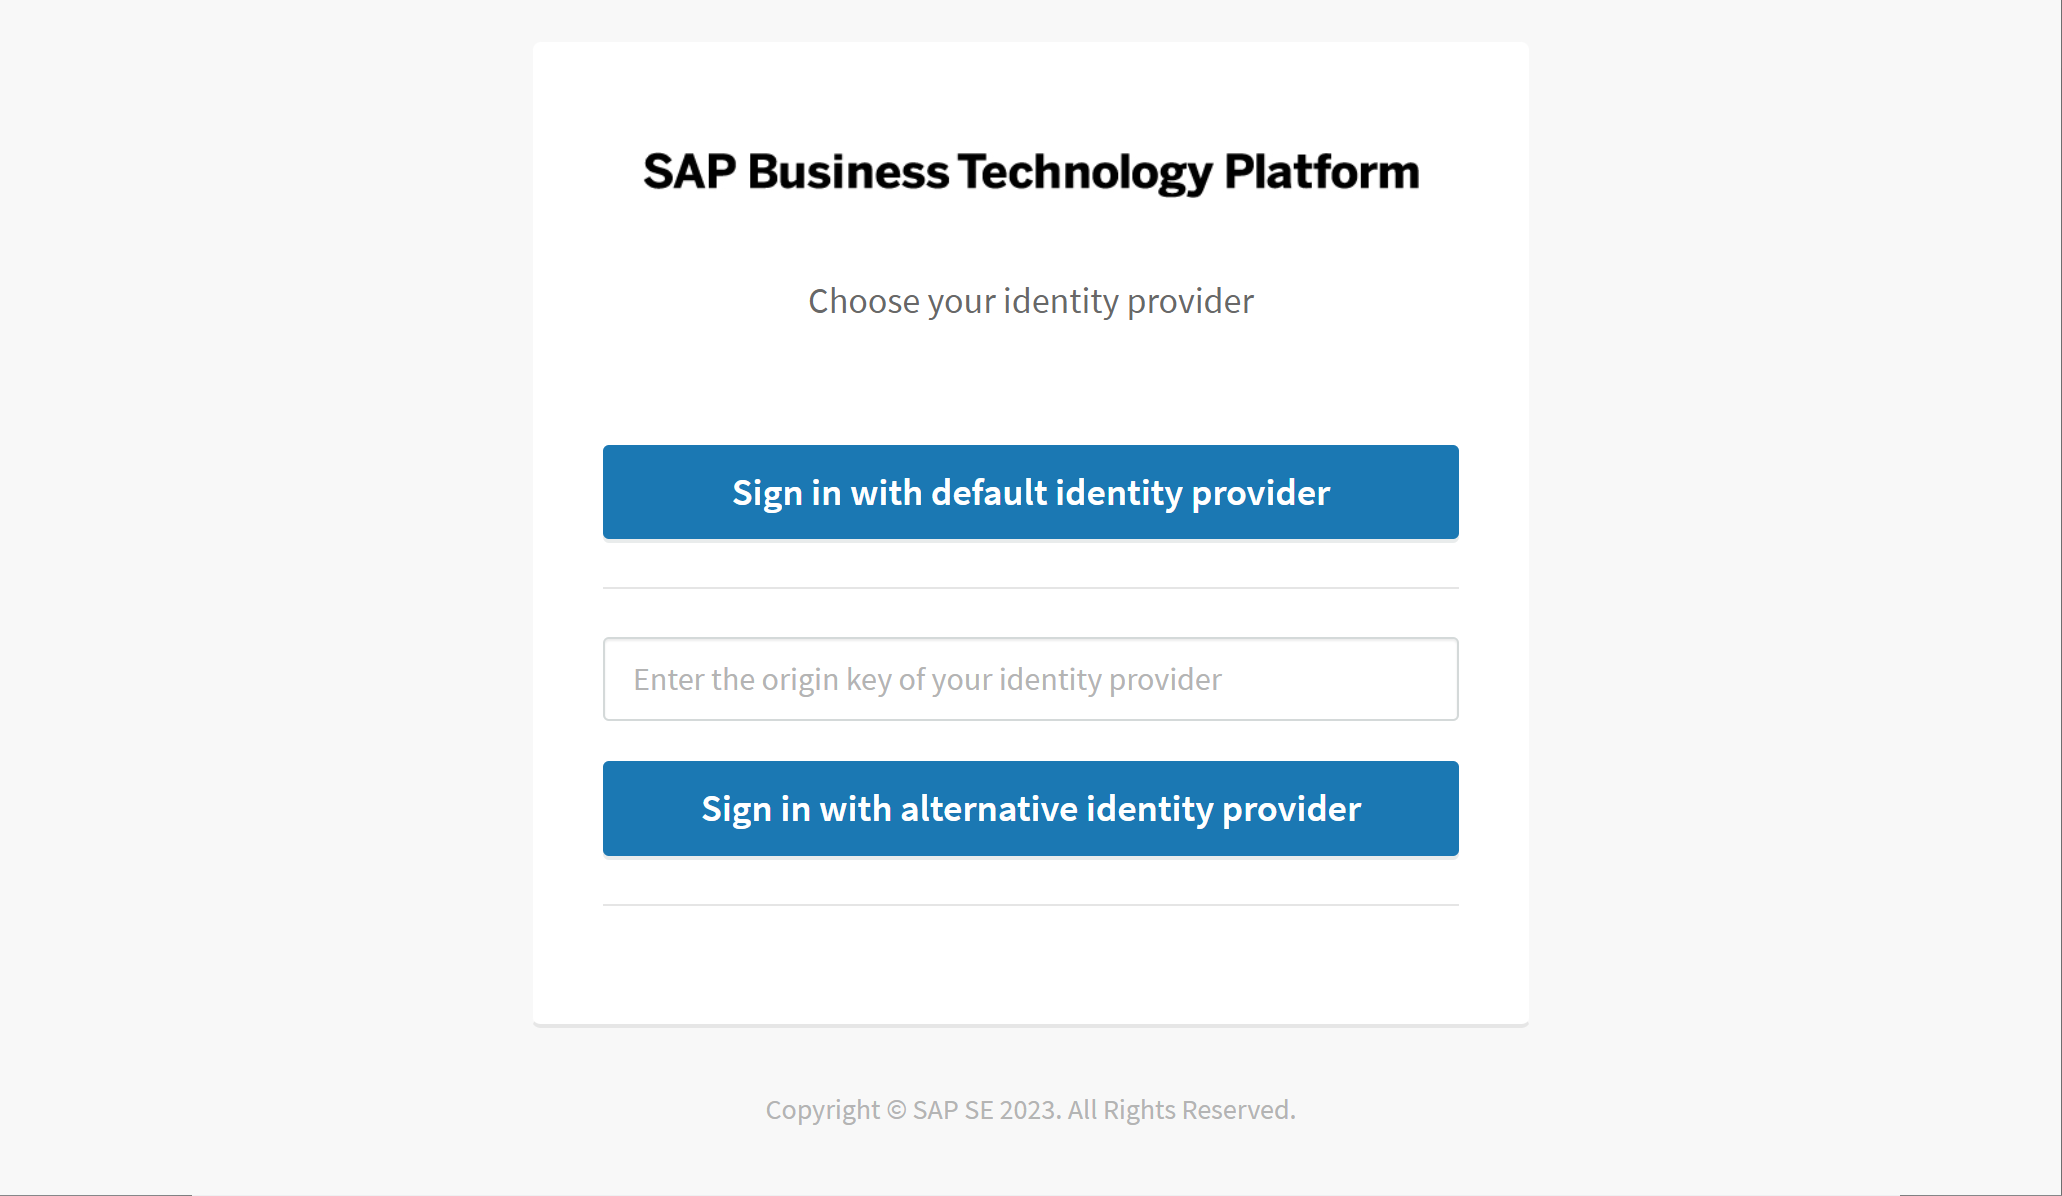 SAP Business Technology Platform
Choose your identity provider
Sign in with default identity provider
Enter the origin key of your identity provider
Sign in with alternative identity provider
Copyright © SAP SE 2023. All Rights Reserved.